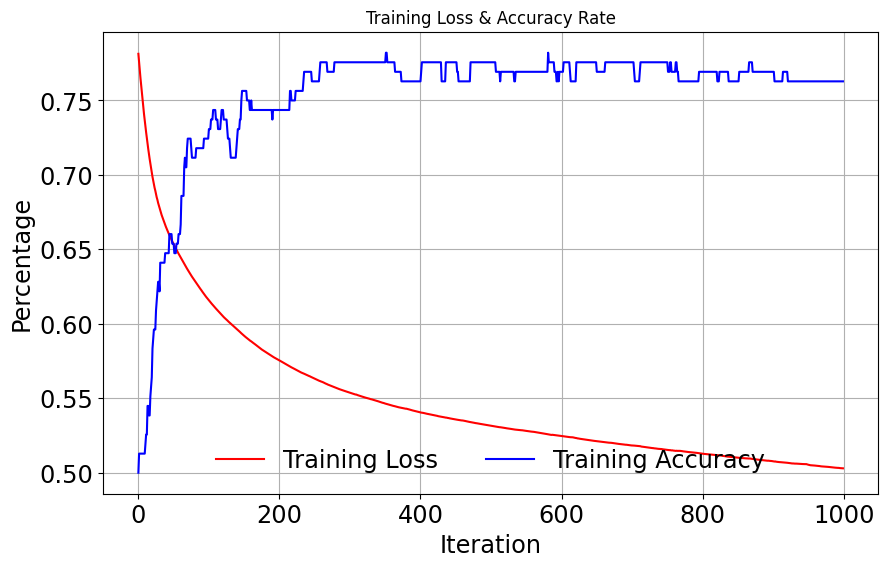 Training Loss & Accuracy Rate
Percentage
0.75
0.70
0.65
0.60
0.55
0.50
Training Loss
Training Accuracy
0 200 400 600 800 1000
Iteration